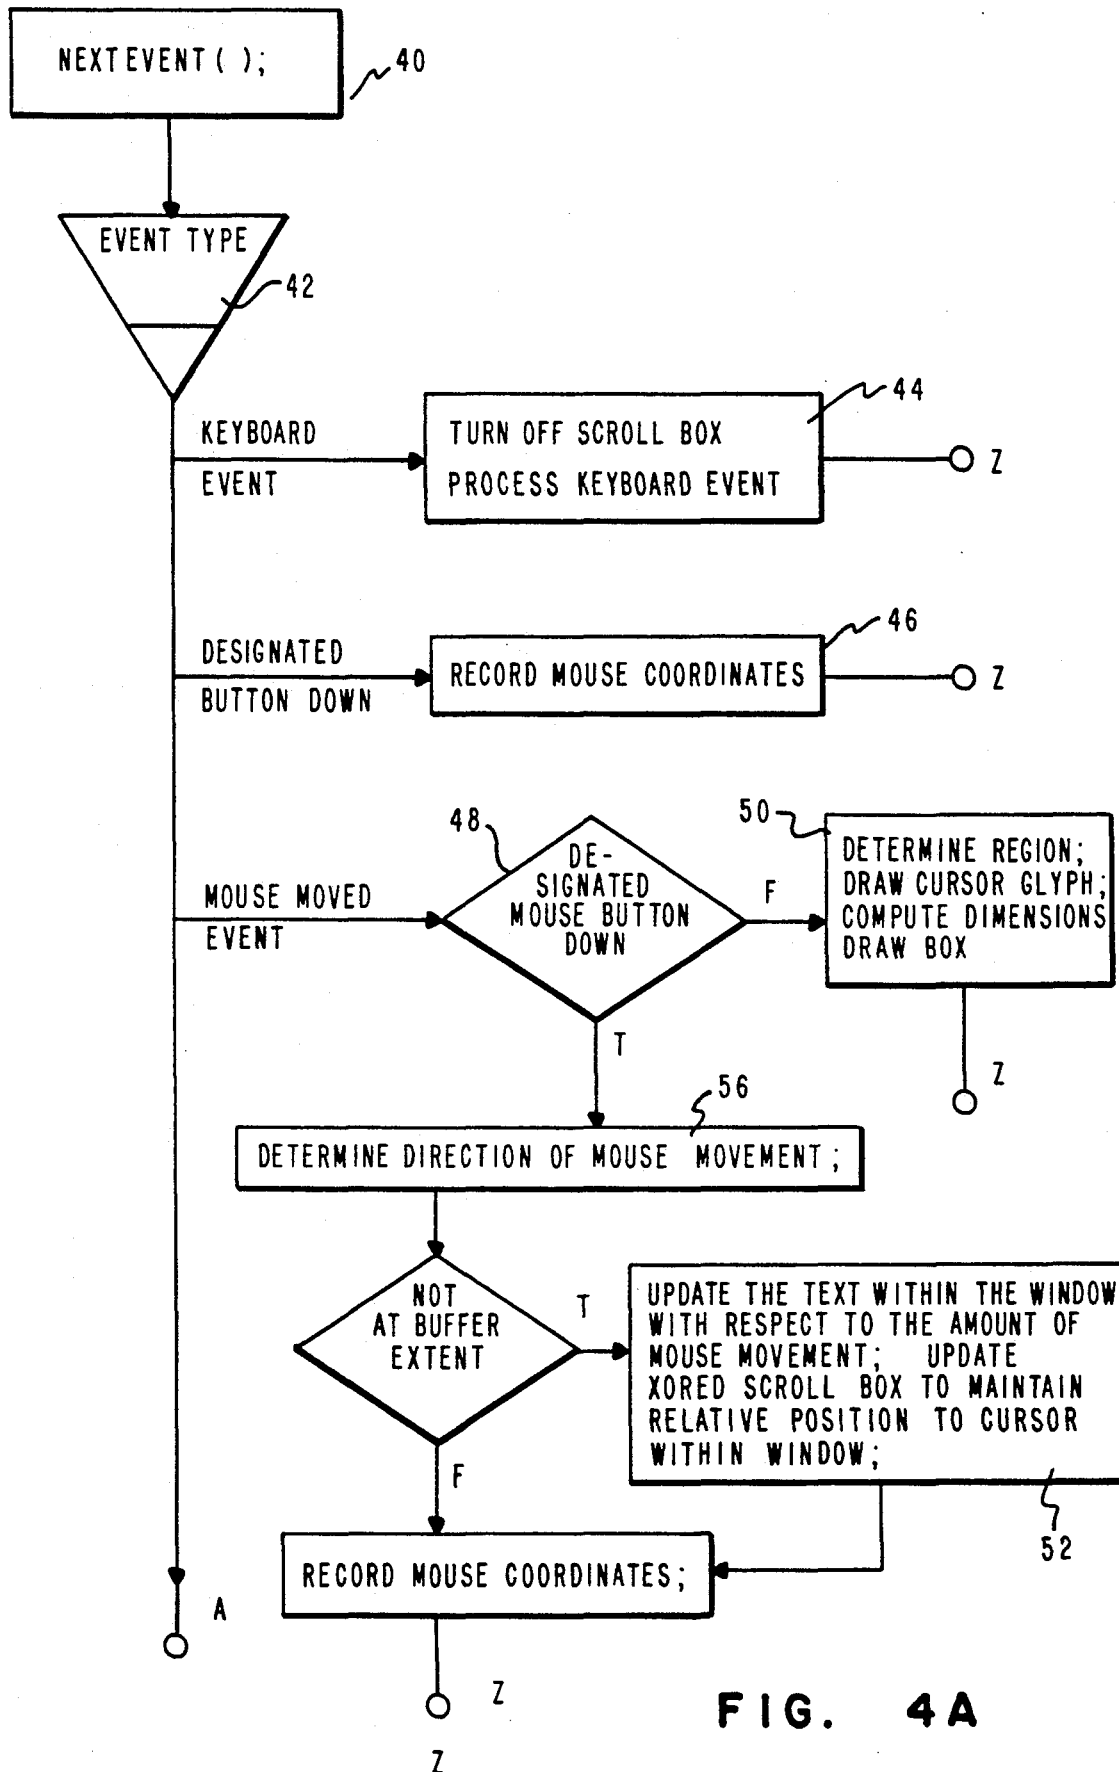 NEXTEVENT ( );
40
EVENT TYPE
42
KEYBOARD
EVENT
TURN OFF SCROLL BOX
PROCESS KEYBOARD EVENT
44
Z
DESIGNATED
BUTTON DOWN
RECORD MOUSE COORDINATES
46
Z
MOUSE MOVED
EVENT
48
DE-
SIGNATED
MOUSE BUTTON
DOWN
F
50
DETERMINE REGION;
DRAW CURSOR GLYPH;
COMPUTE DIMENSIONS
DRAW BOX
Z
T
56
DETERMINE DIRECTION OF MOUSE MOVEMENT;
NOT
AT BUFFER
EXTENT
T
UPDATE THE TEXT WITHIN THE WINDOW
WITH RESPECT TO THE AMOUNT OF
MOUSE MOVEMENT; UPDATE
XORED SCROLL BOX TO MAINTAIN
RELATIVE POSITION TO CURSOR
WITHIN WINDOW;
52
F
RECORD MOUSE COORDINATES;
A
Z
Z
FIG. 4A